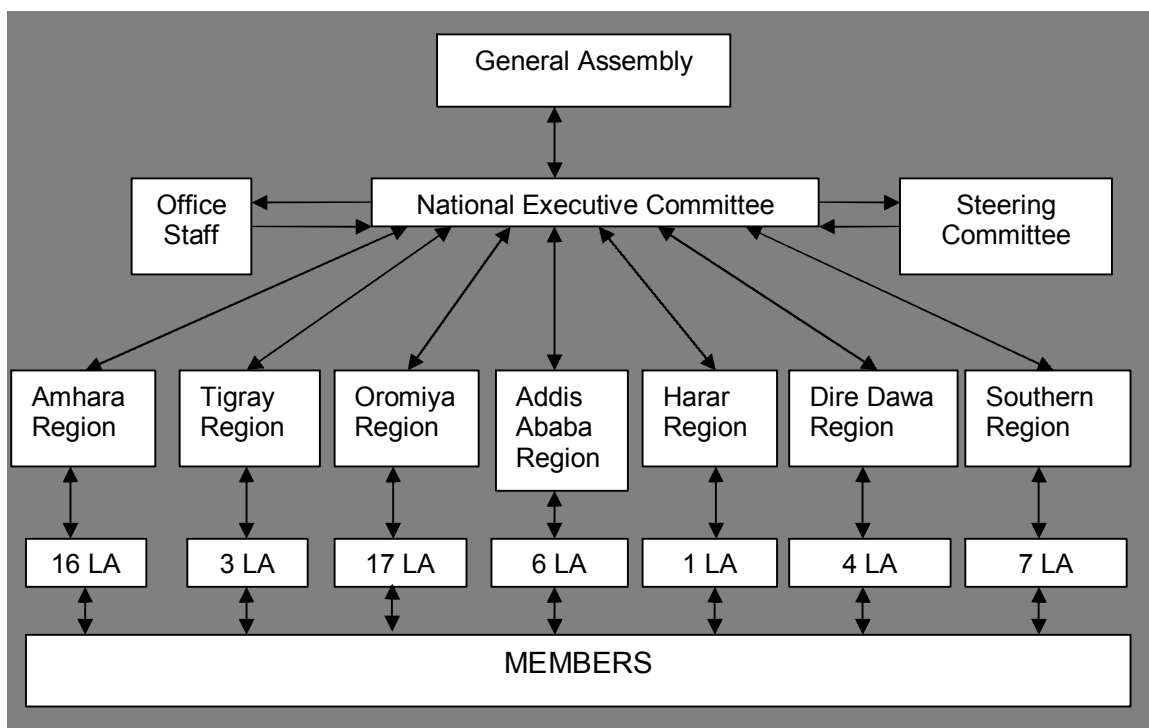 General Assembly
Office
Staff
National Executive Committee
Steering
Committee
Amhara
Region
Tigray
Region
Oromiya
Region
Addis
Ababa
Region
Harar
Region
Dire Dawa
Region
Southern
Region
16 LA
3 LA
17 LA
6 LA
1 LA
4 LA
7 LA
MEMBERS